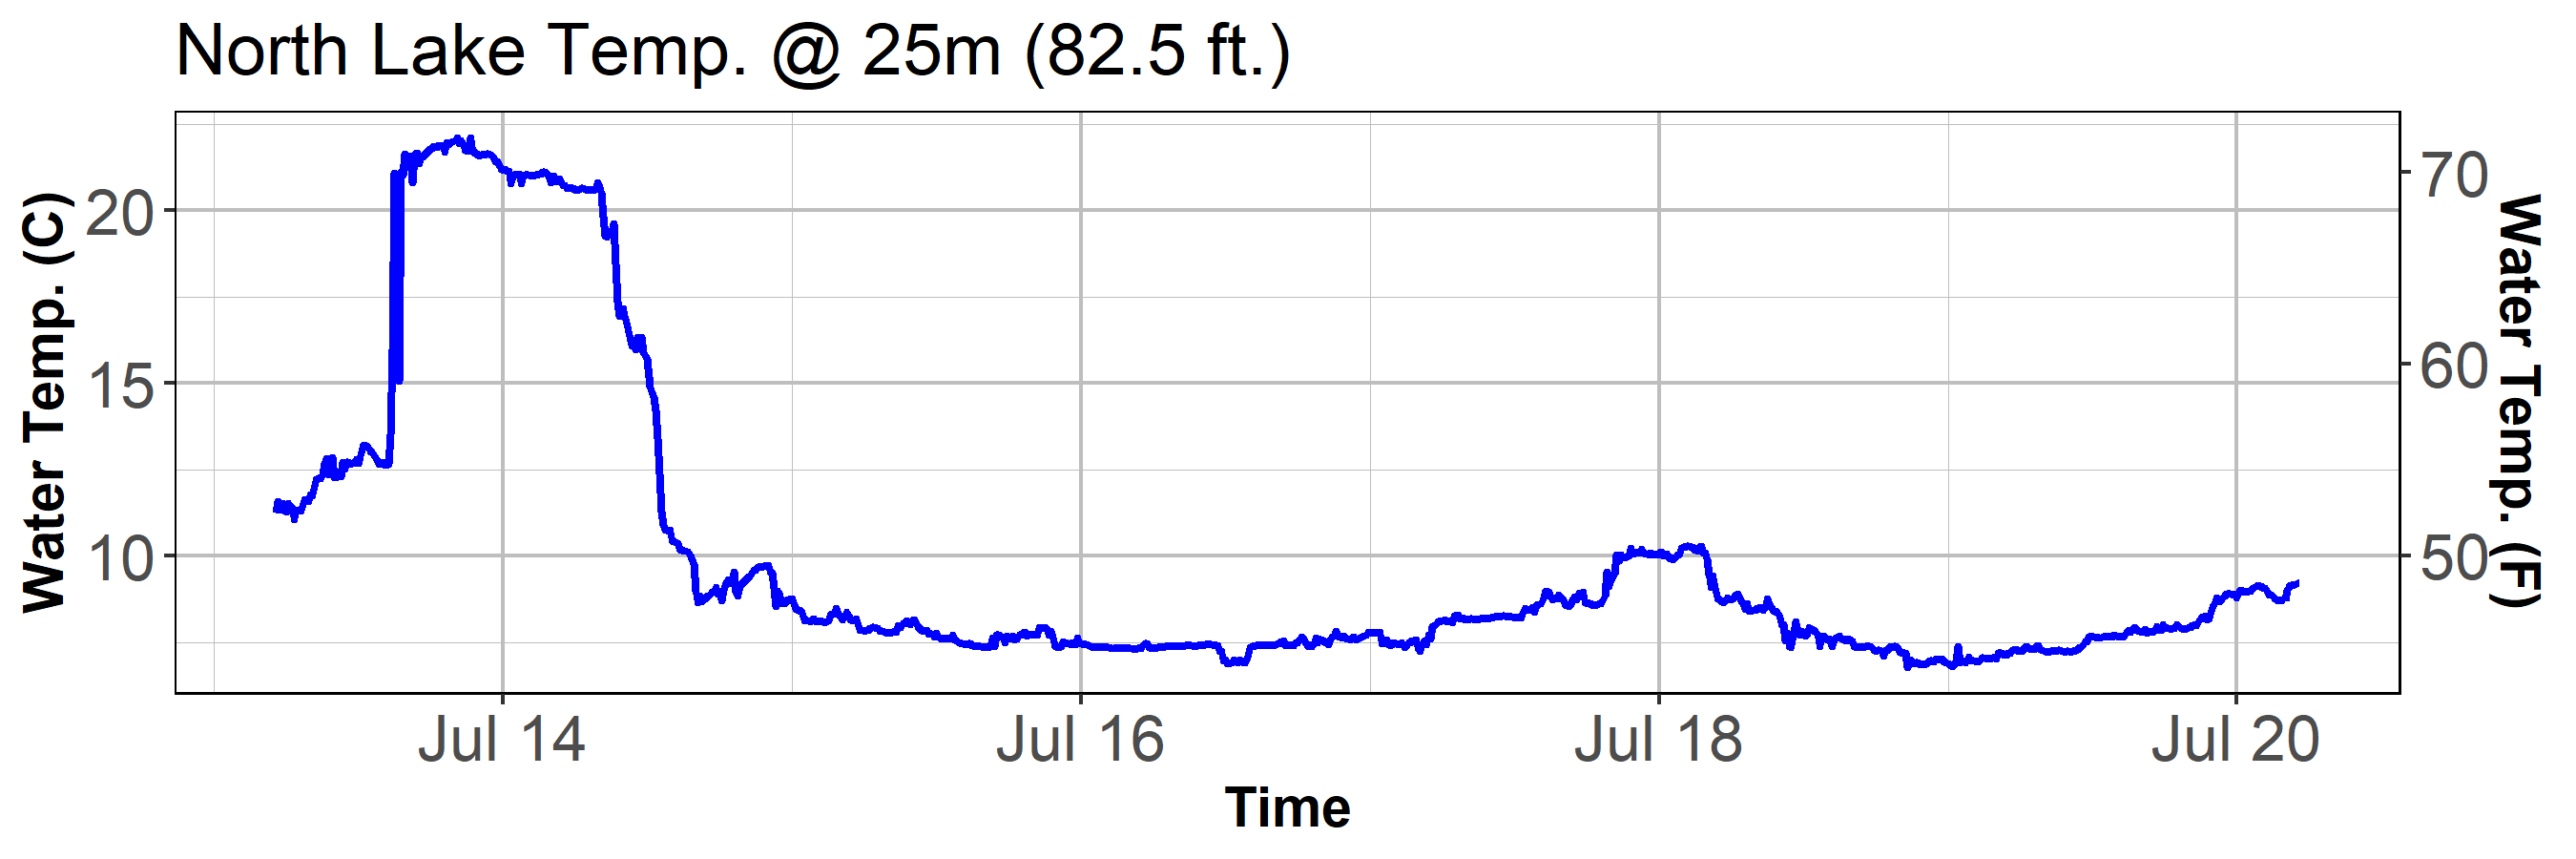 North Lake Temp. @ 25m (82.5 ft.)
Water Temp. (C)
20
15
10
70
60
50
Water Temp. (F)
Jul 14 Jul 16 Jul 18 Jul 20
Time